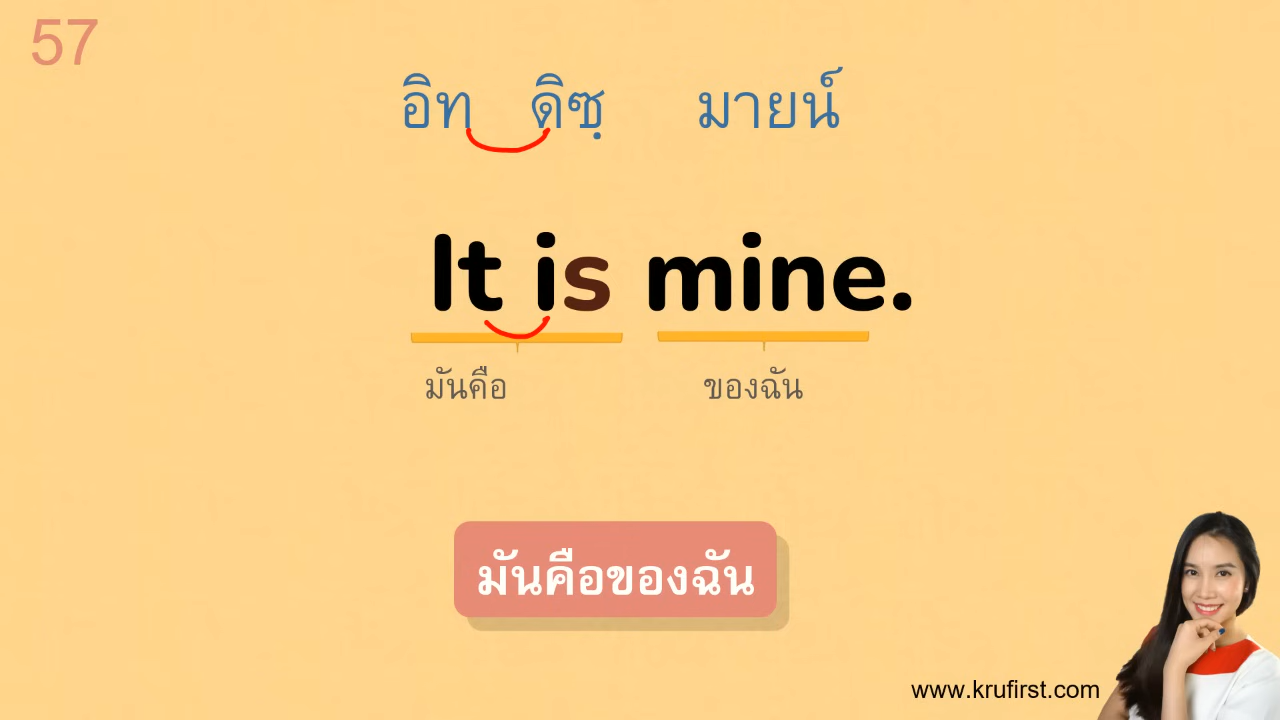 57
อิท ดิซฺ มายน์
It is mine.
มันคือ ของฉัน
มันคือของฉัน
www.krufirst.com